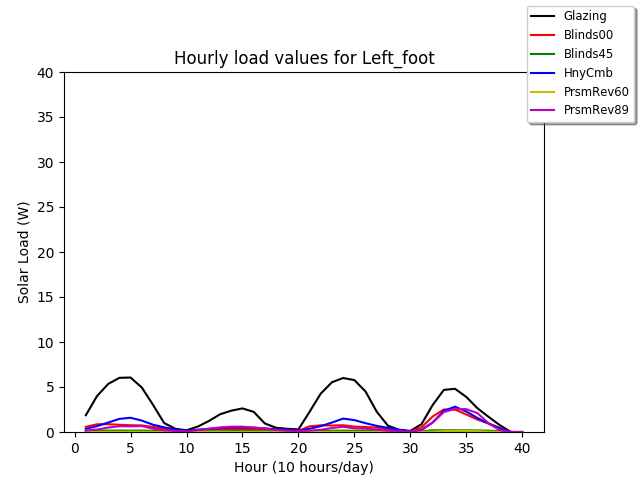 Hourly load values for Left_foot
Glazing
Blinds00
Blinds45
HnyCmb
PrsmRev60
PrsmRev89
Solar Load (W)
40
35
30
25
20
15
10
5
0
0 5 10 15 20 25 30 35 40
Hour (10 hours/day)